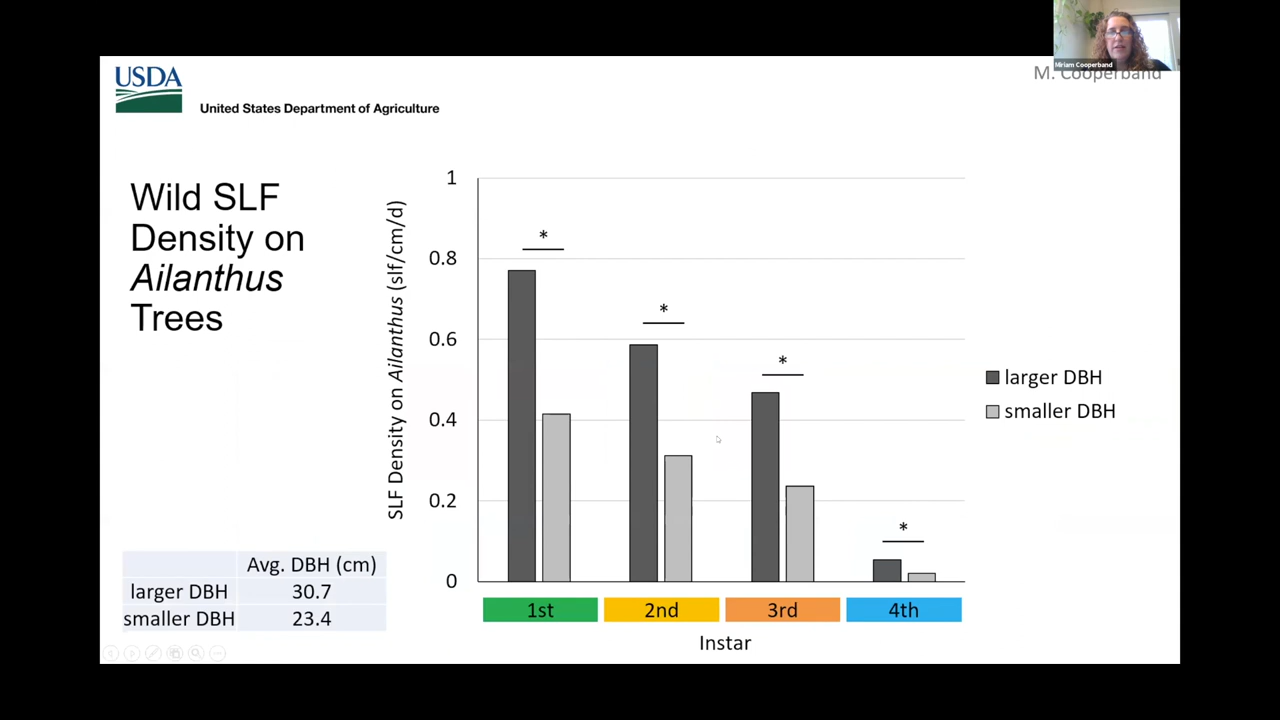 Miriam Cooperband
M. Cooperband
USDA
United States Department of Agriculture
Wild SLF
Density on
Ailanthus
Trees
SLF Density on Ailanthus (slf/cm/d)
1
0.8
0.6
0.4
0.2
0
*
*
*
*
larger DBH
smaller DBH
1st 2nd 3rd 4th
Instar
Avg. DBH (cm)
larger DBH 30.7
smaller DBH 23.4